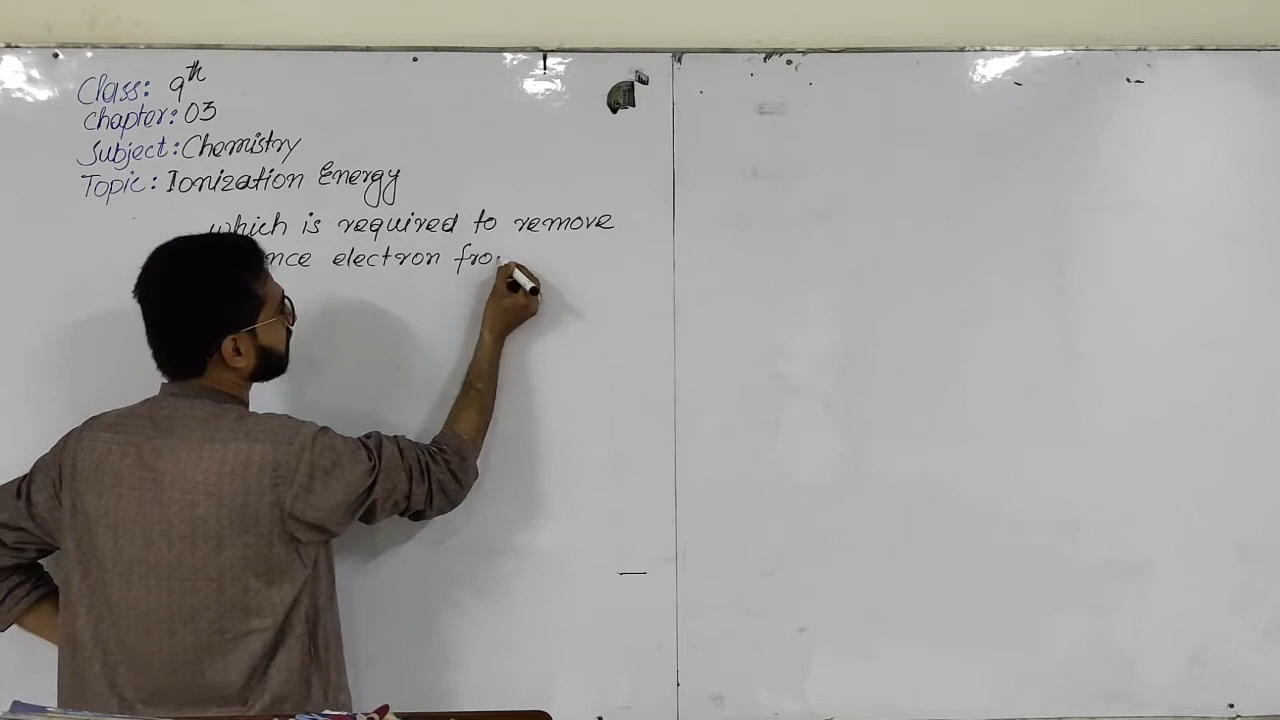 Class: 9th
Chapter: 03
Subject: Chemistry
Topic: Ionization Energy
which is required to remove
electron